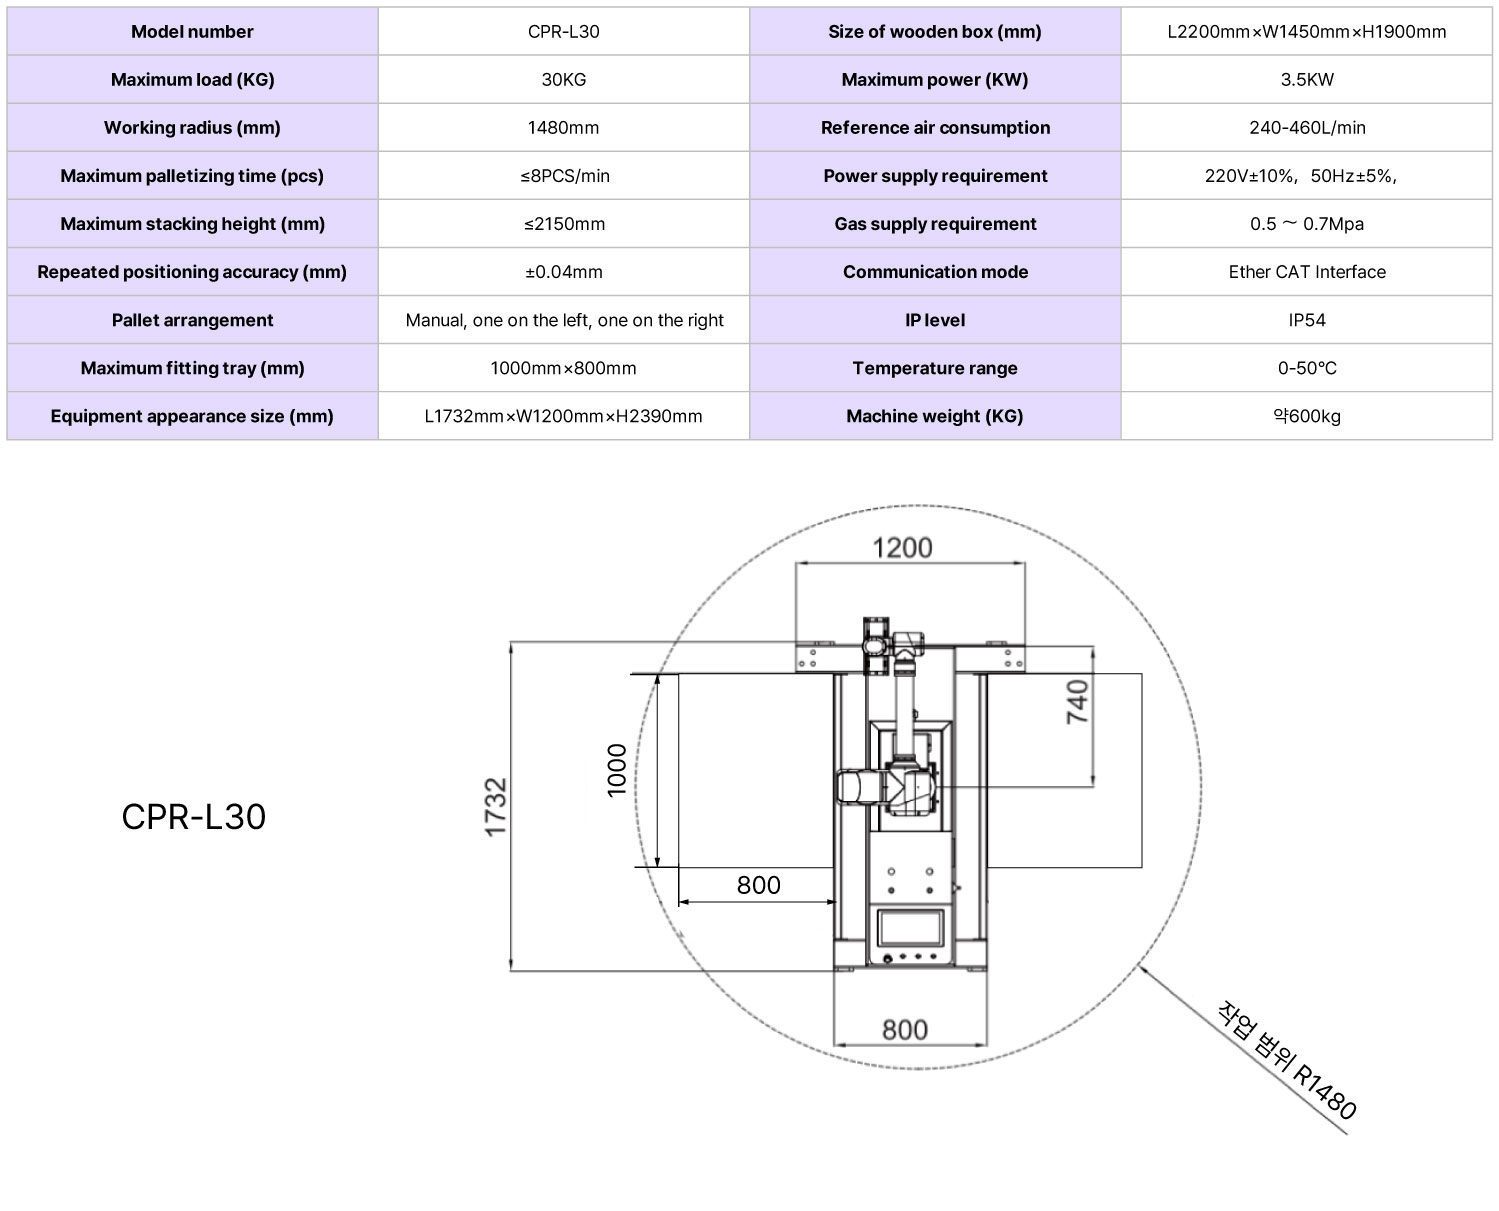 Model number CPR-L30 Size of wooden box (mm) L2200mm×W1450mm×H1900mm
Maximum load (KG) 30KG Maximum power (KW) 3.5KW
Working radius (mm) 1480mm Reference air consumption 240-460L/min
Maximum palletizing time (pcs) ≤8PCS/min Power supply requirement 220V±10%, 50Hz±5%,
Maximum stacking height (mm) ≤2150mm Gas supply requirement 0.5 ~ 0.7Mpa
Repeated positioning accuracy (mm) ±0.04mm Communication mode Ether CAT Interface
Pallet arrangement Manual, one on the left, one on the right IP level IP54
Maximum fitting tray (mm) 1000mm×800mm Temperature range 0-50°C
Equipment appearance size (mm) L1732mm×W1200mm×H2390mm Machine weight (KG) 약600kg
1200
740
1000
1732
CPR-L30
800
800
작업 범위 R1480